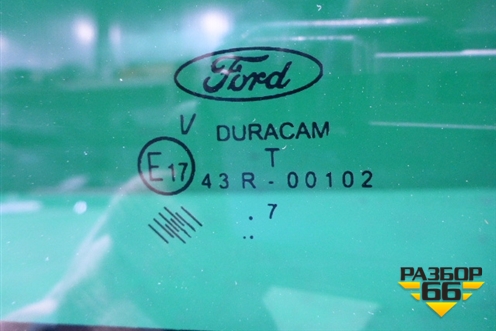 Ford
V DURACAM
T
E17 43R-00102
. 7
..
РАЗБОР
66